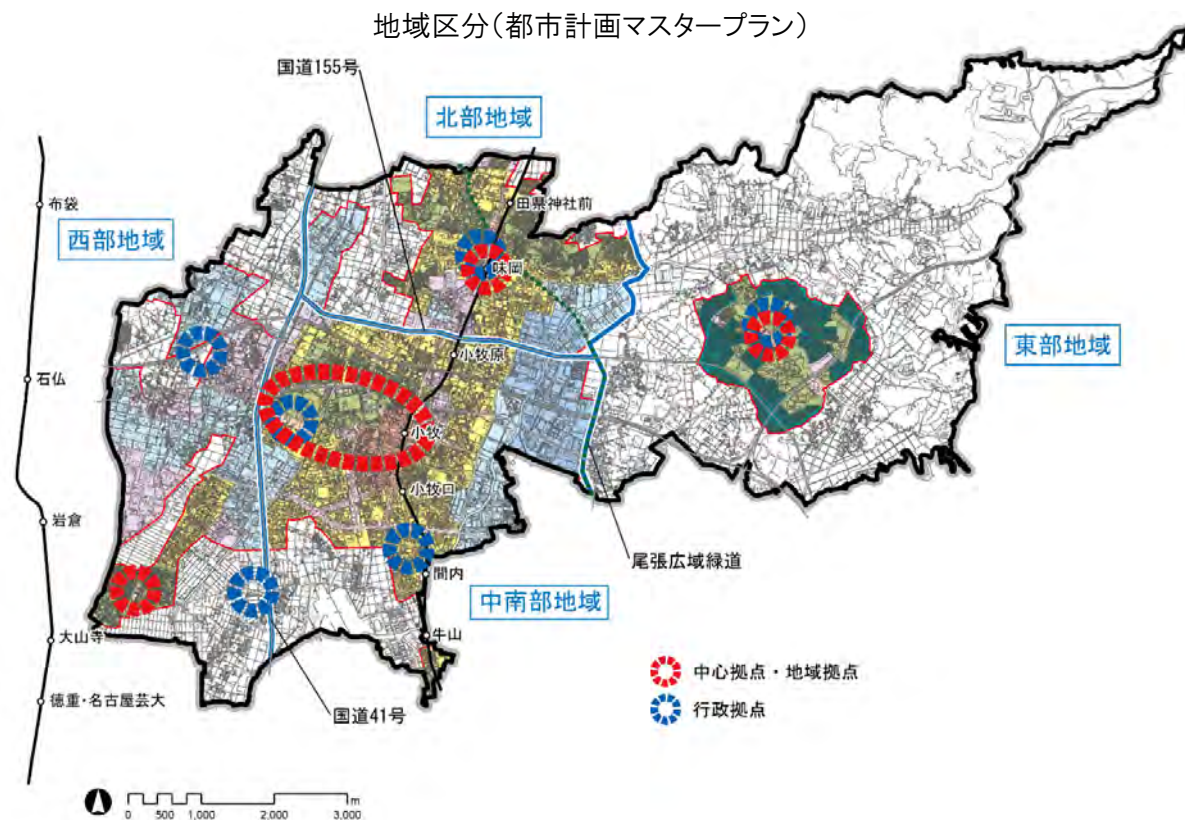 地域区分(都市計画マスタープラン)
国道155号
北部地域
布袋
田県神社前
西部地域
味岡
小牧原
東部地域
石仏
小牧
小牧口
岩倉
尾張広域緑道
間内
中南部地域
大山寺
牛山
中心拠点・地域拠点
徳重・名古屋芸大
行政拠点
国道41号
0 500 1,000 2,000 3,000 m